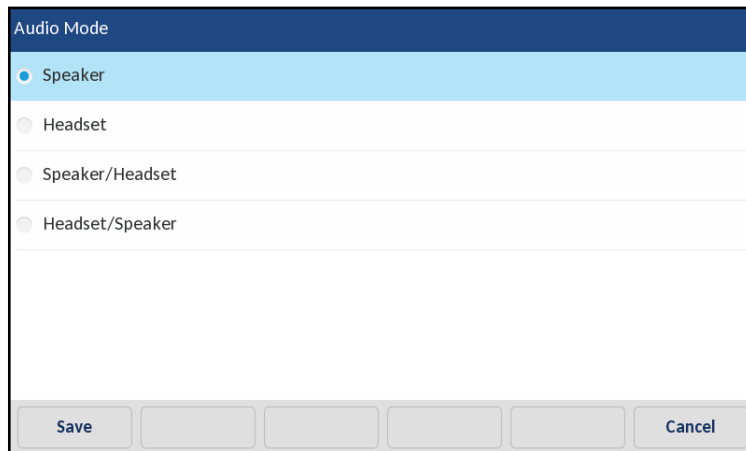 Audio Mode
Speaker
Headset
Speaker/Headset
Headset/Speaker
Save Cancel